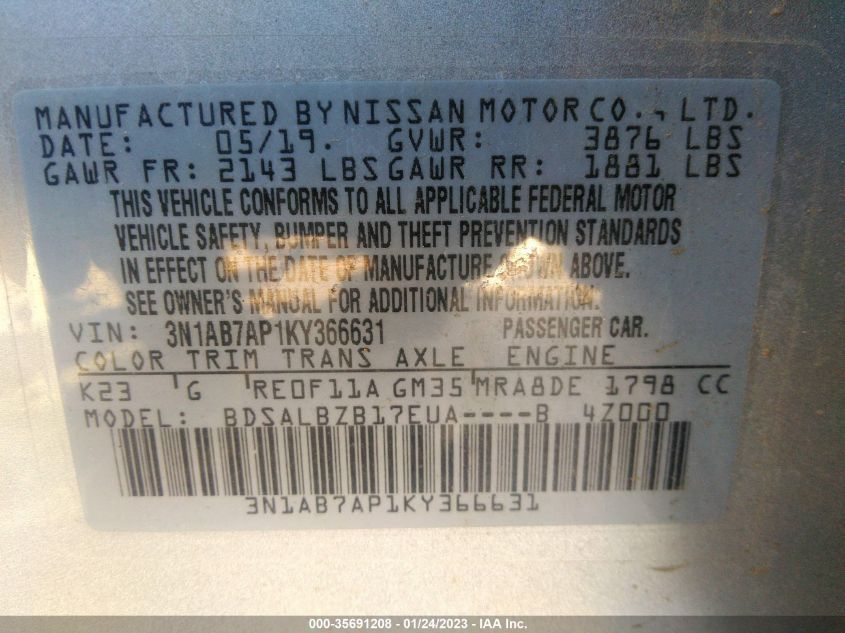 MANUFACTURED BY NISSAN MOTOR CO., LTD.
DATE: 05/19. GVWR: 3876 LBS
GAWR FR: 2143 LBS GAWR RR: 1881 LBS
THIS VEHICLE CONFORMS TO ALL APPLICABLE FEDERAL MOTOR
VEHICLE SAFETY, BUMPER AND THEFT PREVENTION STANDARDS
IN EFFECT ON THE DATE OF MANUFACTURE SHOWN ABOVE.
SEE OWNER'S MANUAL FOR ADDITIONAL INFORMATION.
VIN: 3N1AB7AP1KY366631 PASSENGER CAR.
COLOR TRIM TRANS AXLE ENGINE
K23 G RE0F11A GM35 MRA8DE 1798 CC
MODEL: BDSALBZB17EUA----B 4Z000
3N1AB7AP1KY366631
000-35691208 - 01/24/2023 - IAA Inc.